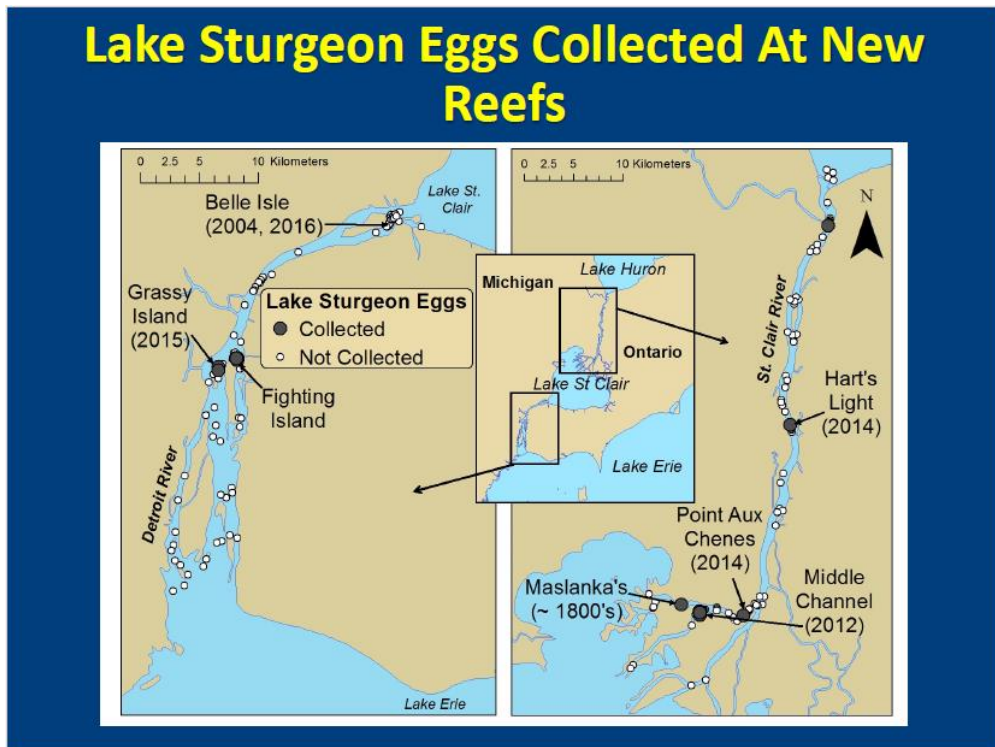 Lake Sturgeon Eggs Collected At New
Reefs
0 2.5 5 10 Kilometers
Lake St.
Clair
Belle Isle
(2004, 2016)
Grassy
Island
(2015)
Lake Sturgeon Eggs
Collected
Not Collected
Fighting
Island
Detroit River
Lake Erie
Lake Huron
Michigan
Ontario
Lake St Clair
Lake Erie
0 2.5 5 10 Kilometers
N
St. Clair River
Hart's
Light
(2014)
Point Aux
Chenes
(2014)
Maslanka's
(~ 1800's)
Middle
Channel
(2012)